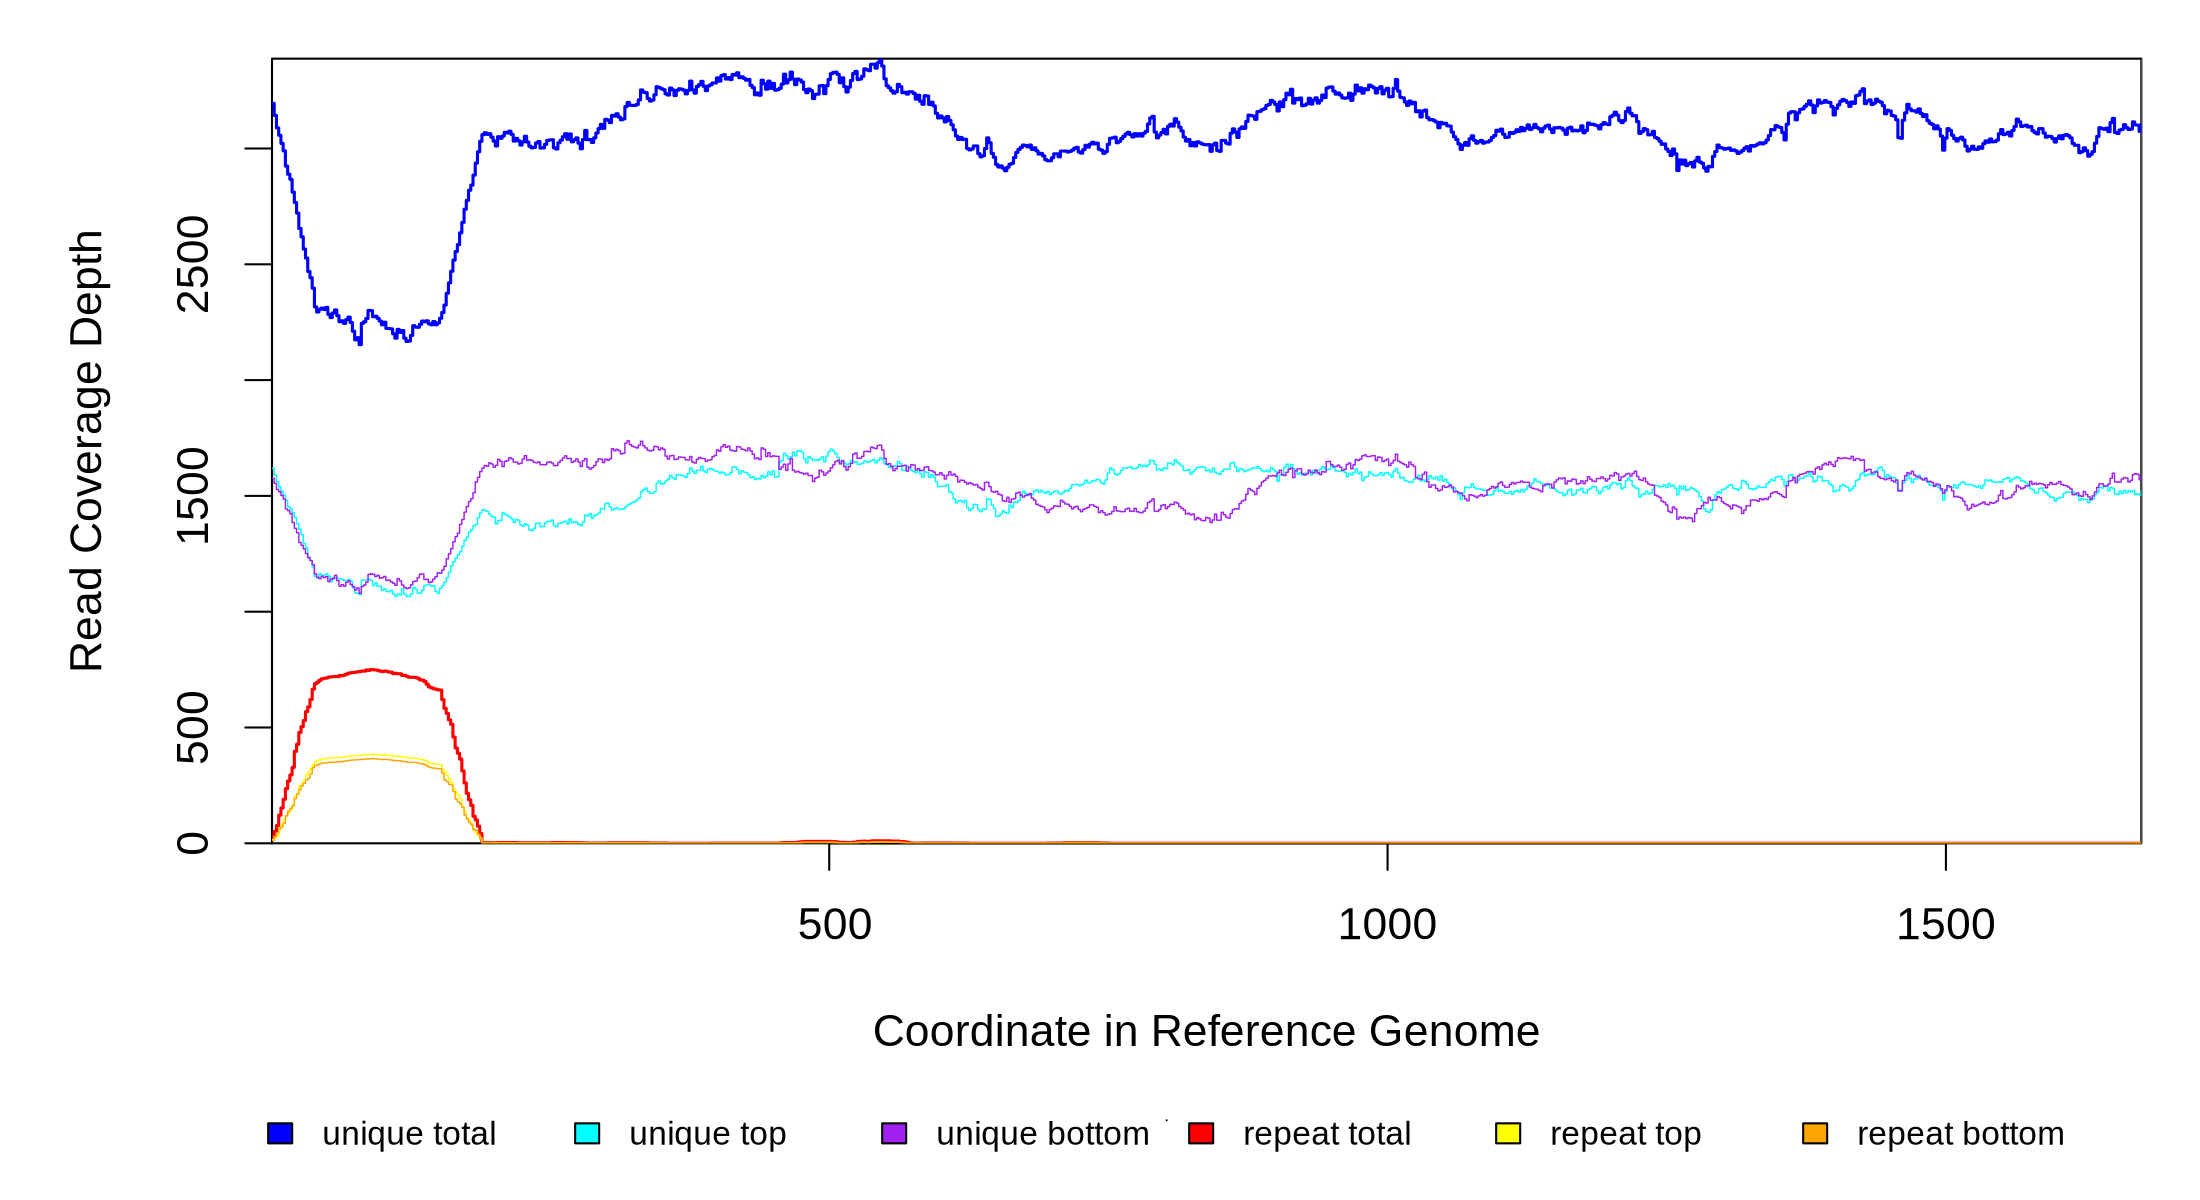 Read Coverage Depth
2500
1500
500
0
500 1000 1500
Coordinate in Reference Genome
unique total unique top unique bottom repeat total repeat top repeat bottom